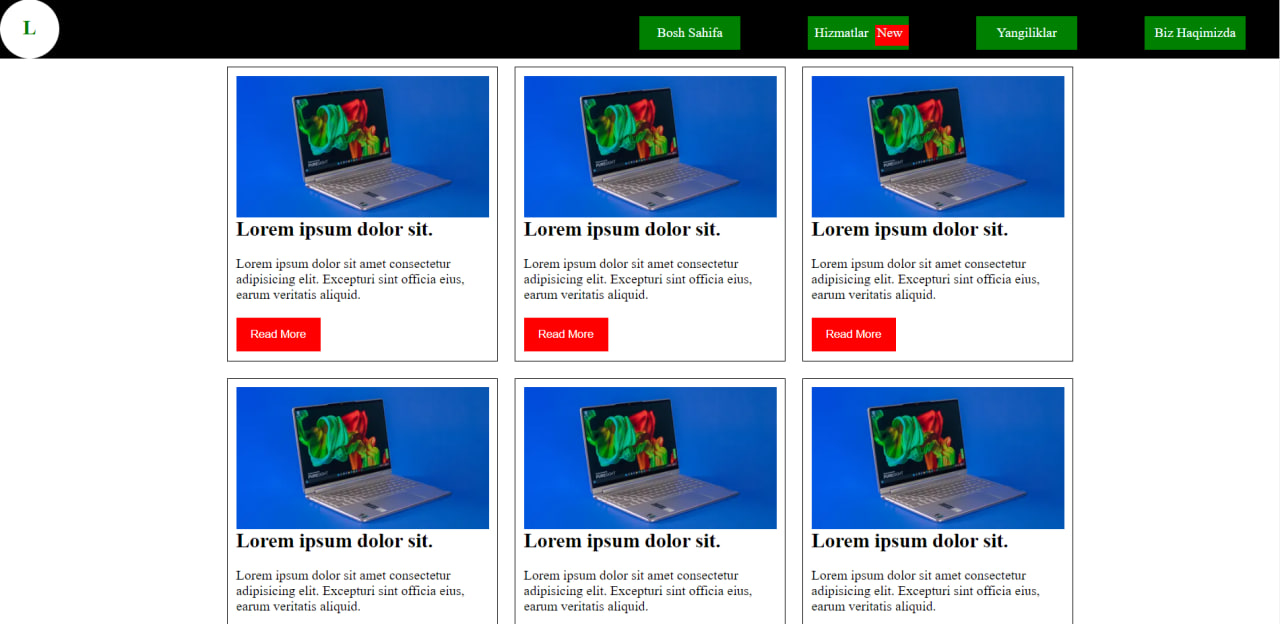 L
Bosh Sahifa
Hizmatlar New
Yangiliklar
Biz Haqimizda
Lorem ipsum dolor sit.
Lorem ipsum dolor sit amet consectetur
adipisicing elit. Excepturi sint officia eius,
earum veritatis aliquid.
Read More
Lorem ipsum dolor sit.
Lorem ipsum dolor sit amet consectetur
adipisicing elit. Excepturi sint officia eius,
earum veritatis aliquid.
Read More
Lorem ipsum dolor sit.
Lorem ipsum dolor sit amet consectetur
adipisicing elit. Excepturi sint officia eius,
earum veritatis aliquid.
Read More
Lorem ipsum dolor sit.
Lorem ipsum dolor sit amet consectetur
adipisicing elit. Excepturi sint officia eius,
earum veritatis aliquid.
Lorem ipsum dolor sit.
Lorem ipsum dolor sit amet consectetur
adipisicing elit. Excepturi sint officia eius,
earum veritatis aliquid.
Lorem ipsum dolor sit.
Lorem ipsum dolor sit amet consectetur
adipisicing elit. Excepturi sint officia eius,
earum veritatis aliquid.